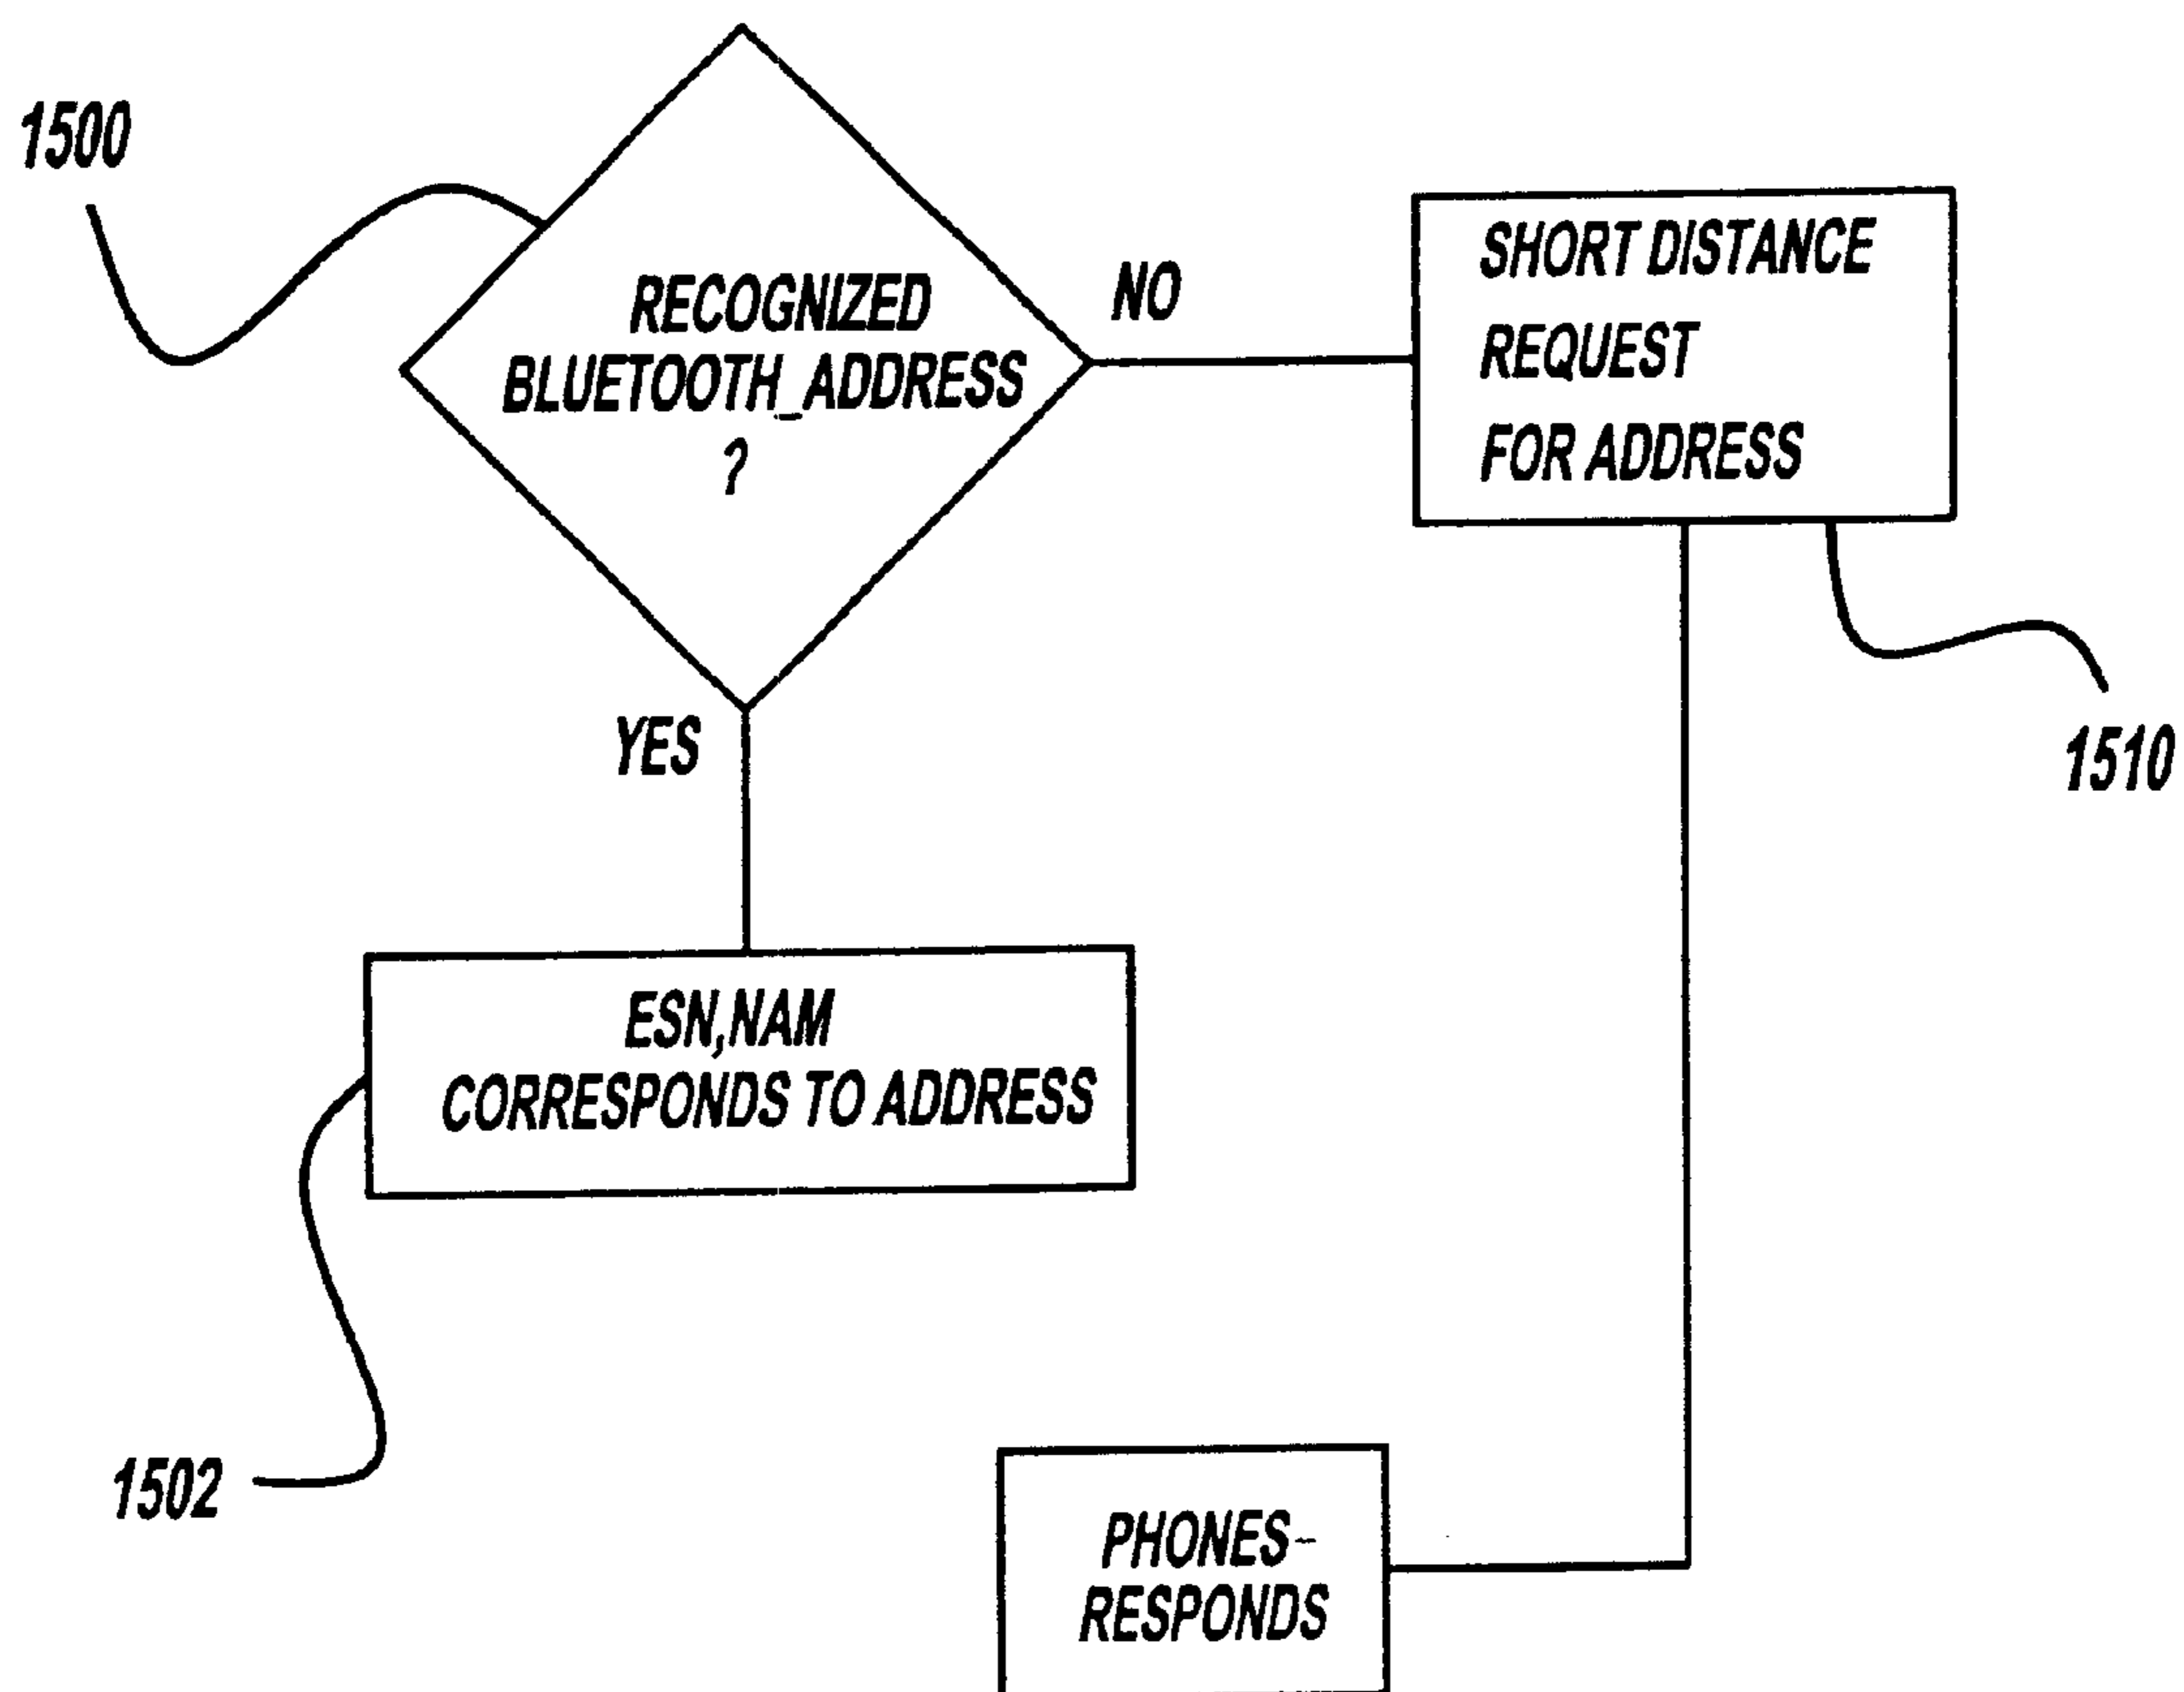 1500
RECOGNIZED
BLUETOOTH_ADDRESS
?
NO
SHORT DISTANCE
REQUEST
FOR ADDRESS
YES
1510
ESN,NAM
CORRESPONDS TO ADDRESS
1502
PHONES-
RESPONDS